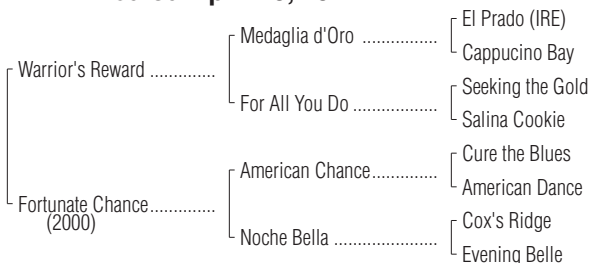 El Prado (IRE)
Medaglia d'Oro ................
Cappucino Bay
Warrior's Reward .............
Seeking the Gold
For All You Do ..................
Salina Cookie
Cure the Blues
American Chance..............
American Dance
Fortunate Chance.............
(2000)
Cox's Ridge
Noche Bella ......................
Evening Belle